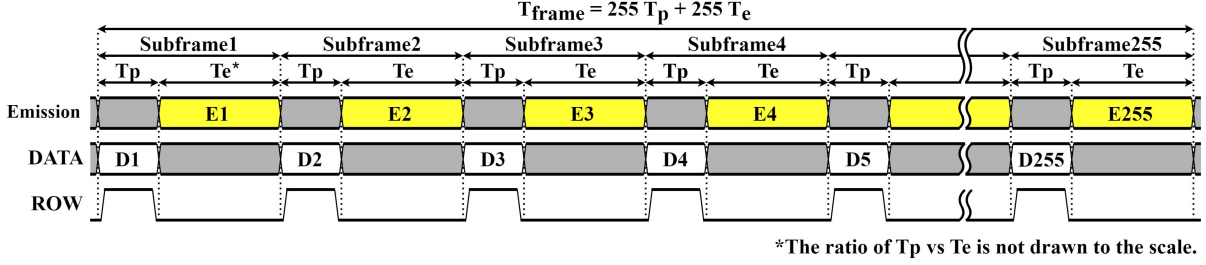 Tframe = 255 Tp + 255 Te
Subframe1 Subframe2 Subframe3 Subframe4 Subframe255
Tp Te* Tp Te Tp Te Tp Te Tp Tp Te
Emission E1 E2 E3 E4 E255
DATA D1 D2 D3 D4 D5 D255
ROW
*The ratio of Tp vs Te is not drawn to the scale.